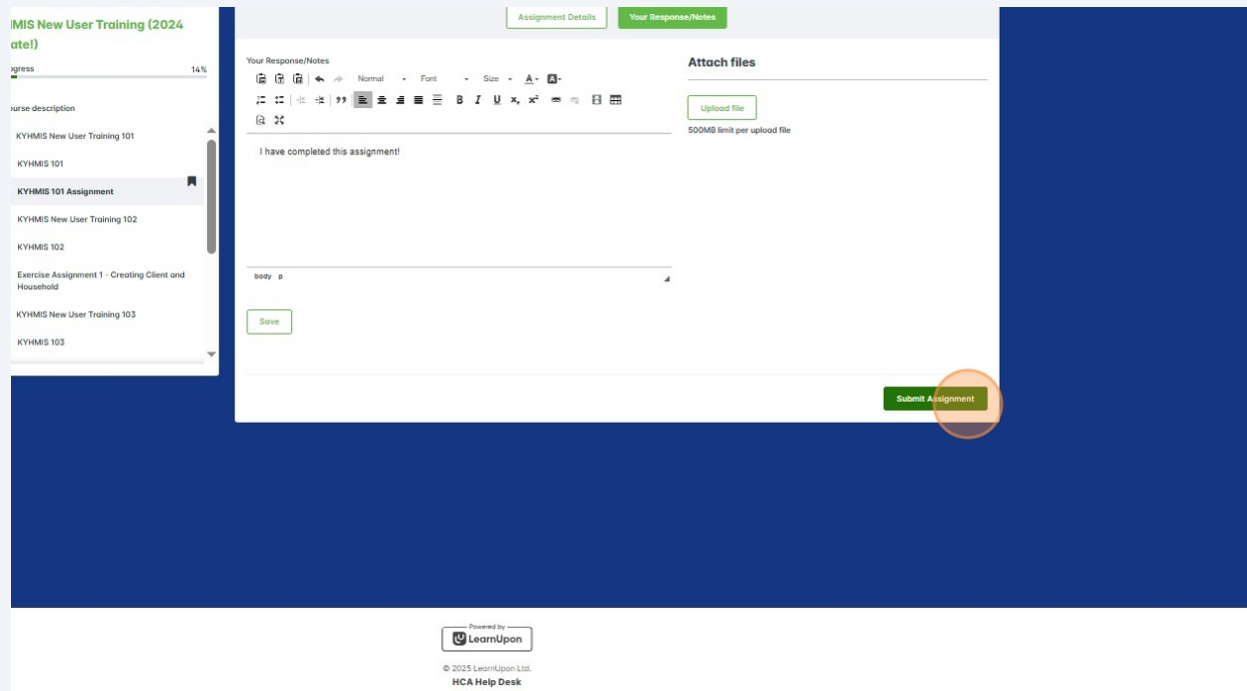 MIS New User Training (2024
ate!)
ogress 14%
urse description
KYHMIS New User Training 101
KYHMIS 101
KYHMIS 101 Assignment
KYHMIS New User Training 102
KYHMIS 102
Exercise Assignment 1 - Creating Client and
Household
KYHMIS New User Training 103
KYHMIS 103
Assignment Details Your Response/Notes
Your Response/Notes
Normal Font Size A A
B I U x₂ x²
I have completed this assignment!
body p
Save
Attach files
Upload file
500MB limit per upload file
Submit Assignment
Powered by
LearnUpon
© 2025 LearnUpon Ltd.
HCA Help Desk